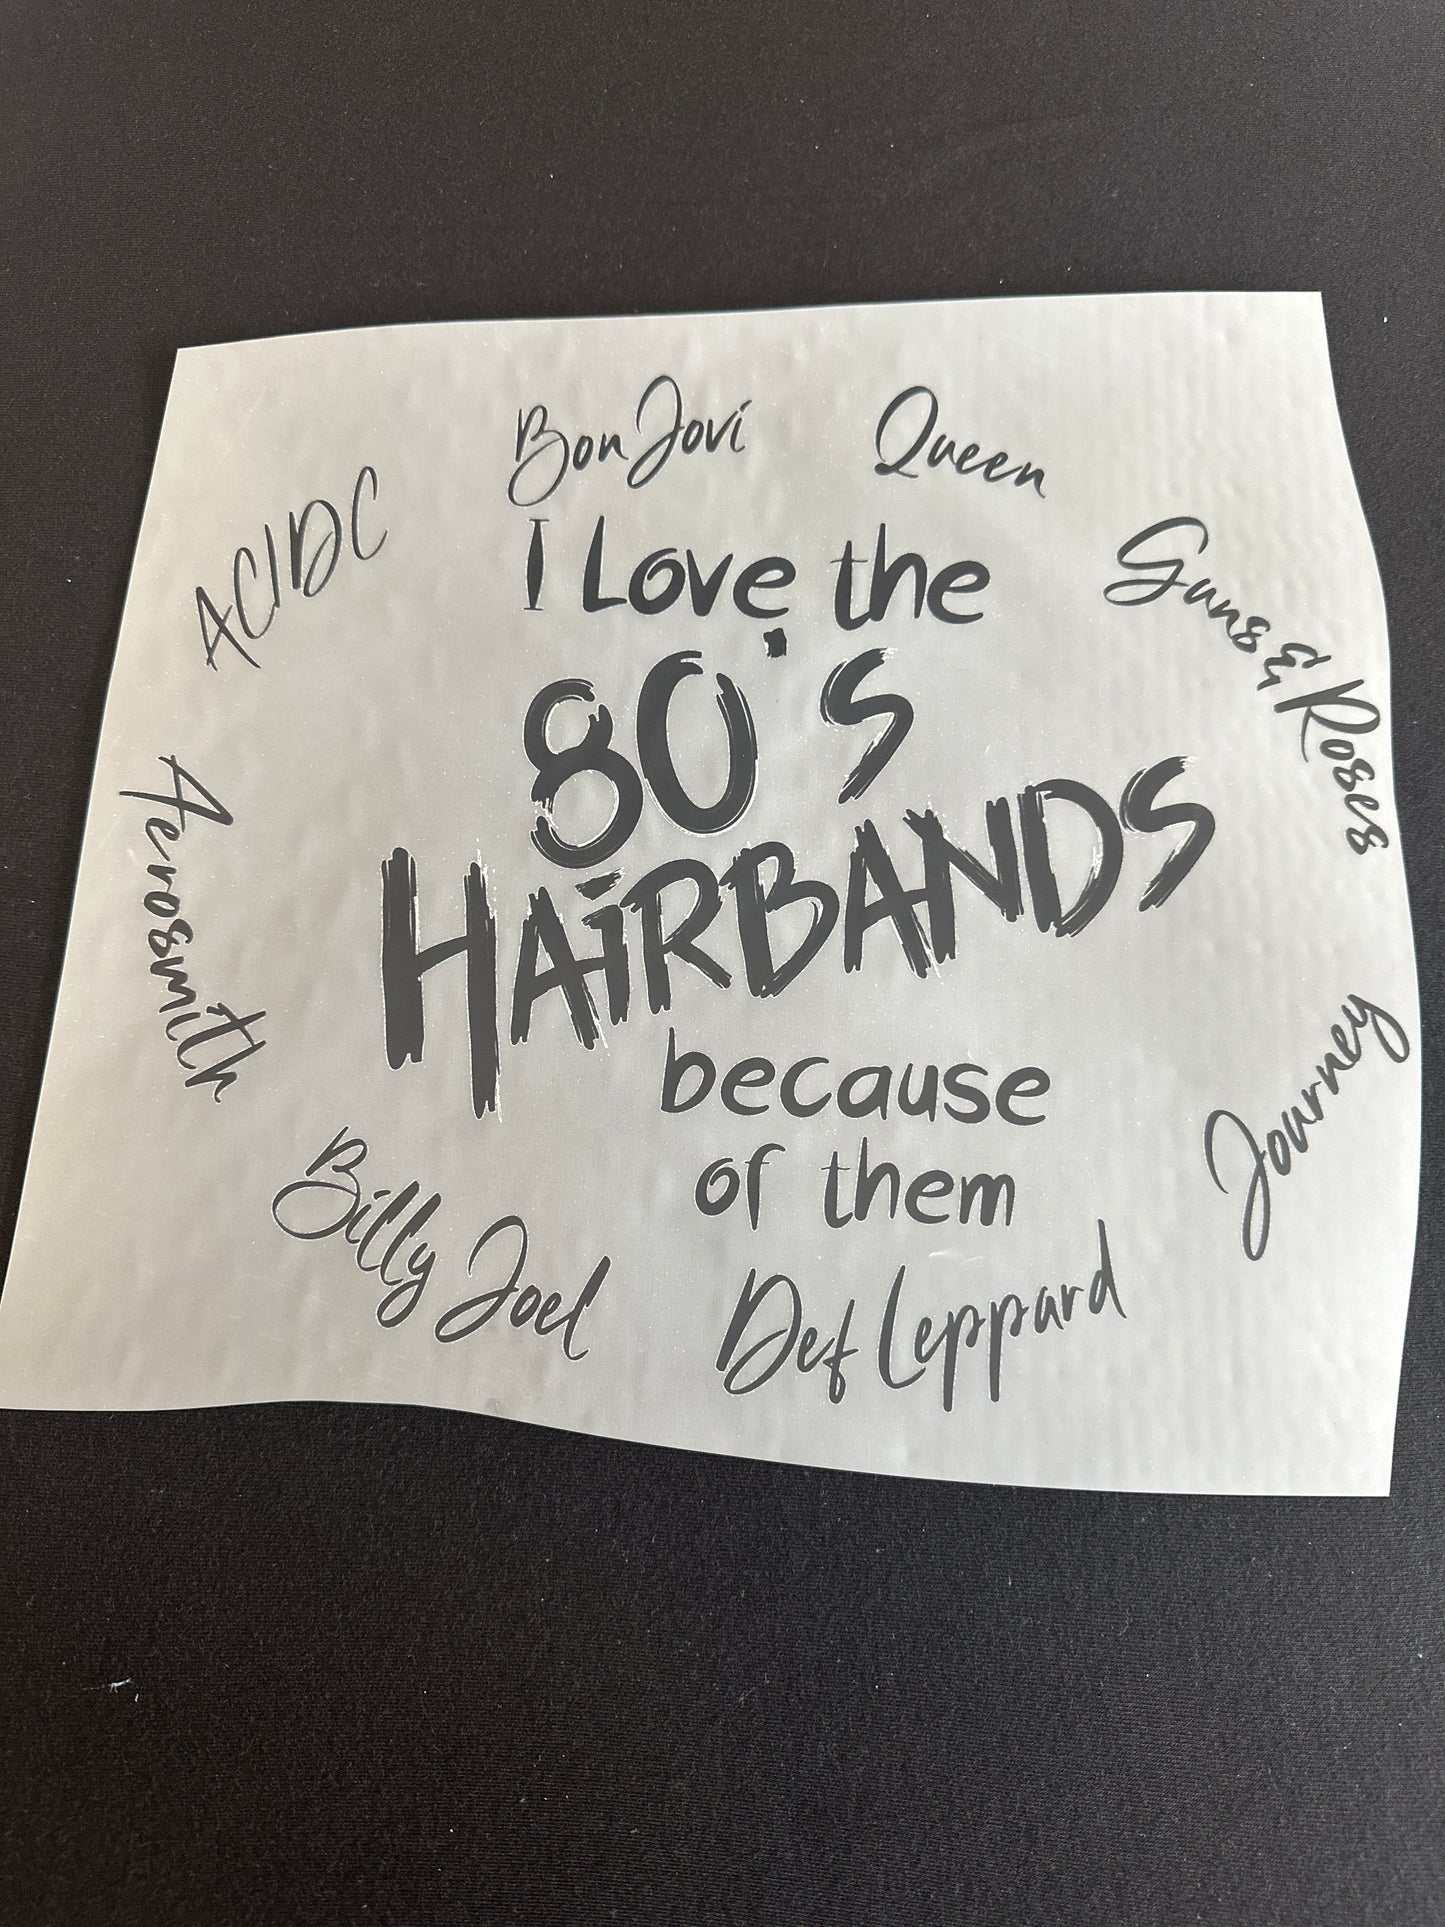 Bon Jovi
Queen
AC/DC
Guns & Roses
I Love the
80's
HAiRBANDS
because
of them
Aerosmith
Journey
Billy Joel
Def Leppard